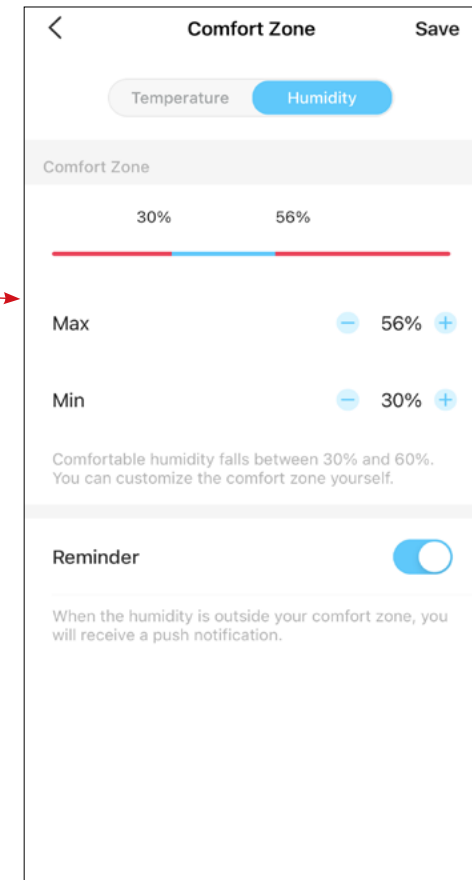 Comfort Zone Save
Temperature Humidity
Comfort Zone
30% 56%
Max 56%
Min 30%
Comfortable humidity falls between 30% and 60%.
You can customize the comfort zone yourself.
Reminder
When the humidity is outside your comfort zone, you
will receive a push notification.